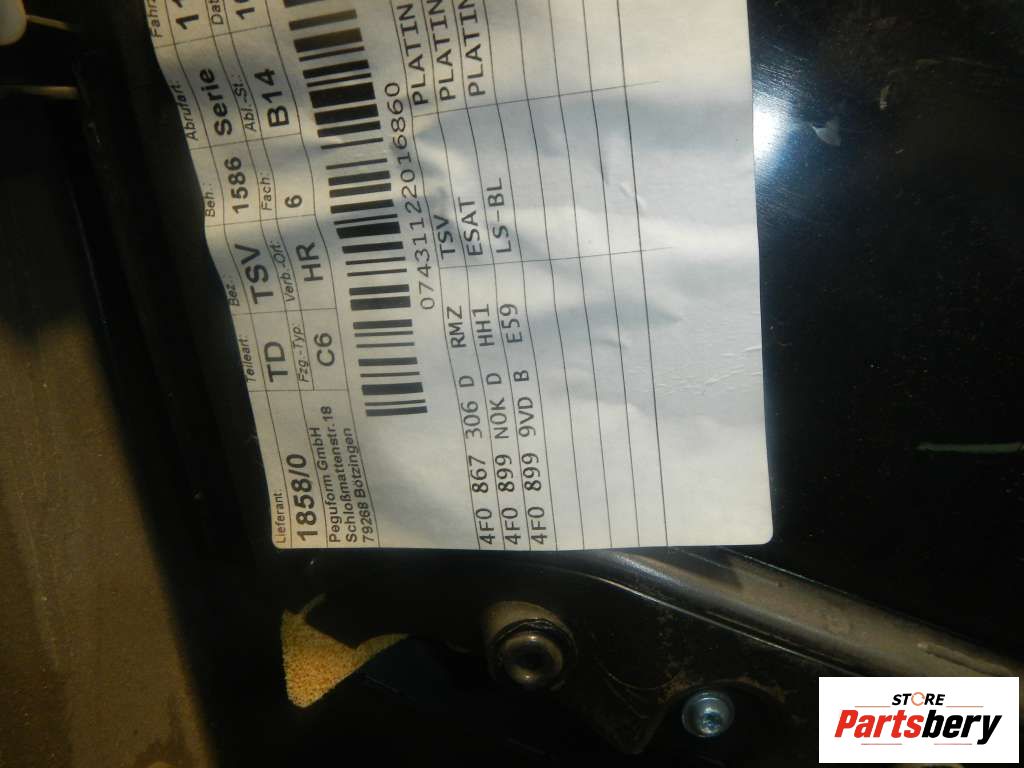 Lieferant: Teileart: Bez.: Beh.: Abrufart:
1858/0 TD TSV 1586 Serie
Peguform GmbH Fzg.-Typ: Verb.-Ort: Fach: Abl.-St.:
Schloßmattenstr.18 C6 HR 6 B14
79268 Bötzingen
07431122016860
4F0 867 306 D RMZ TSV PLATIN
4F0 899 N0K D HH1 ESAT PLATIN
4F0 899 9VD B E59 LS-BL PLATIN
STORE
Partsbery